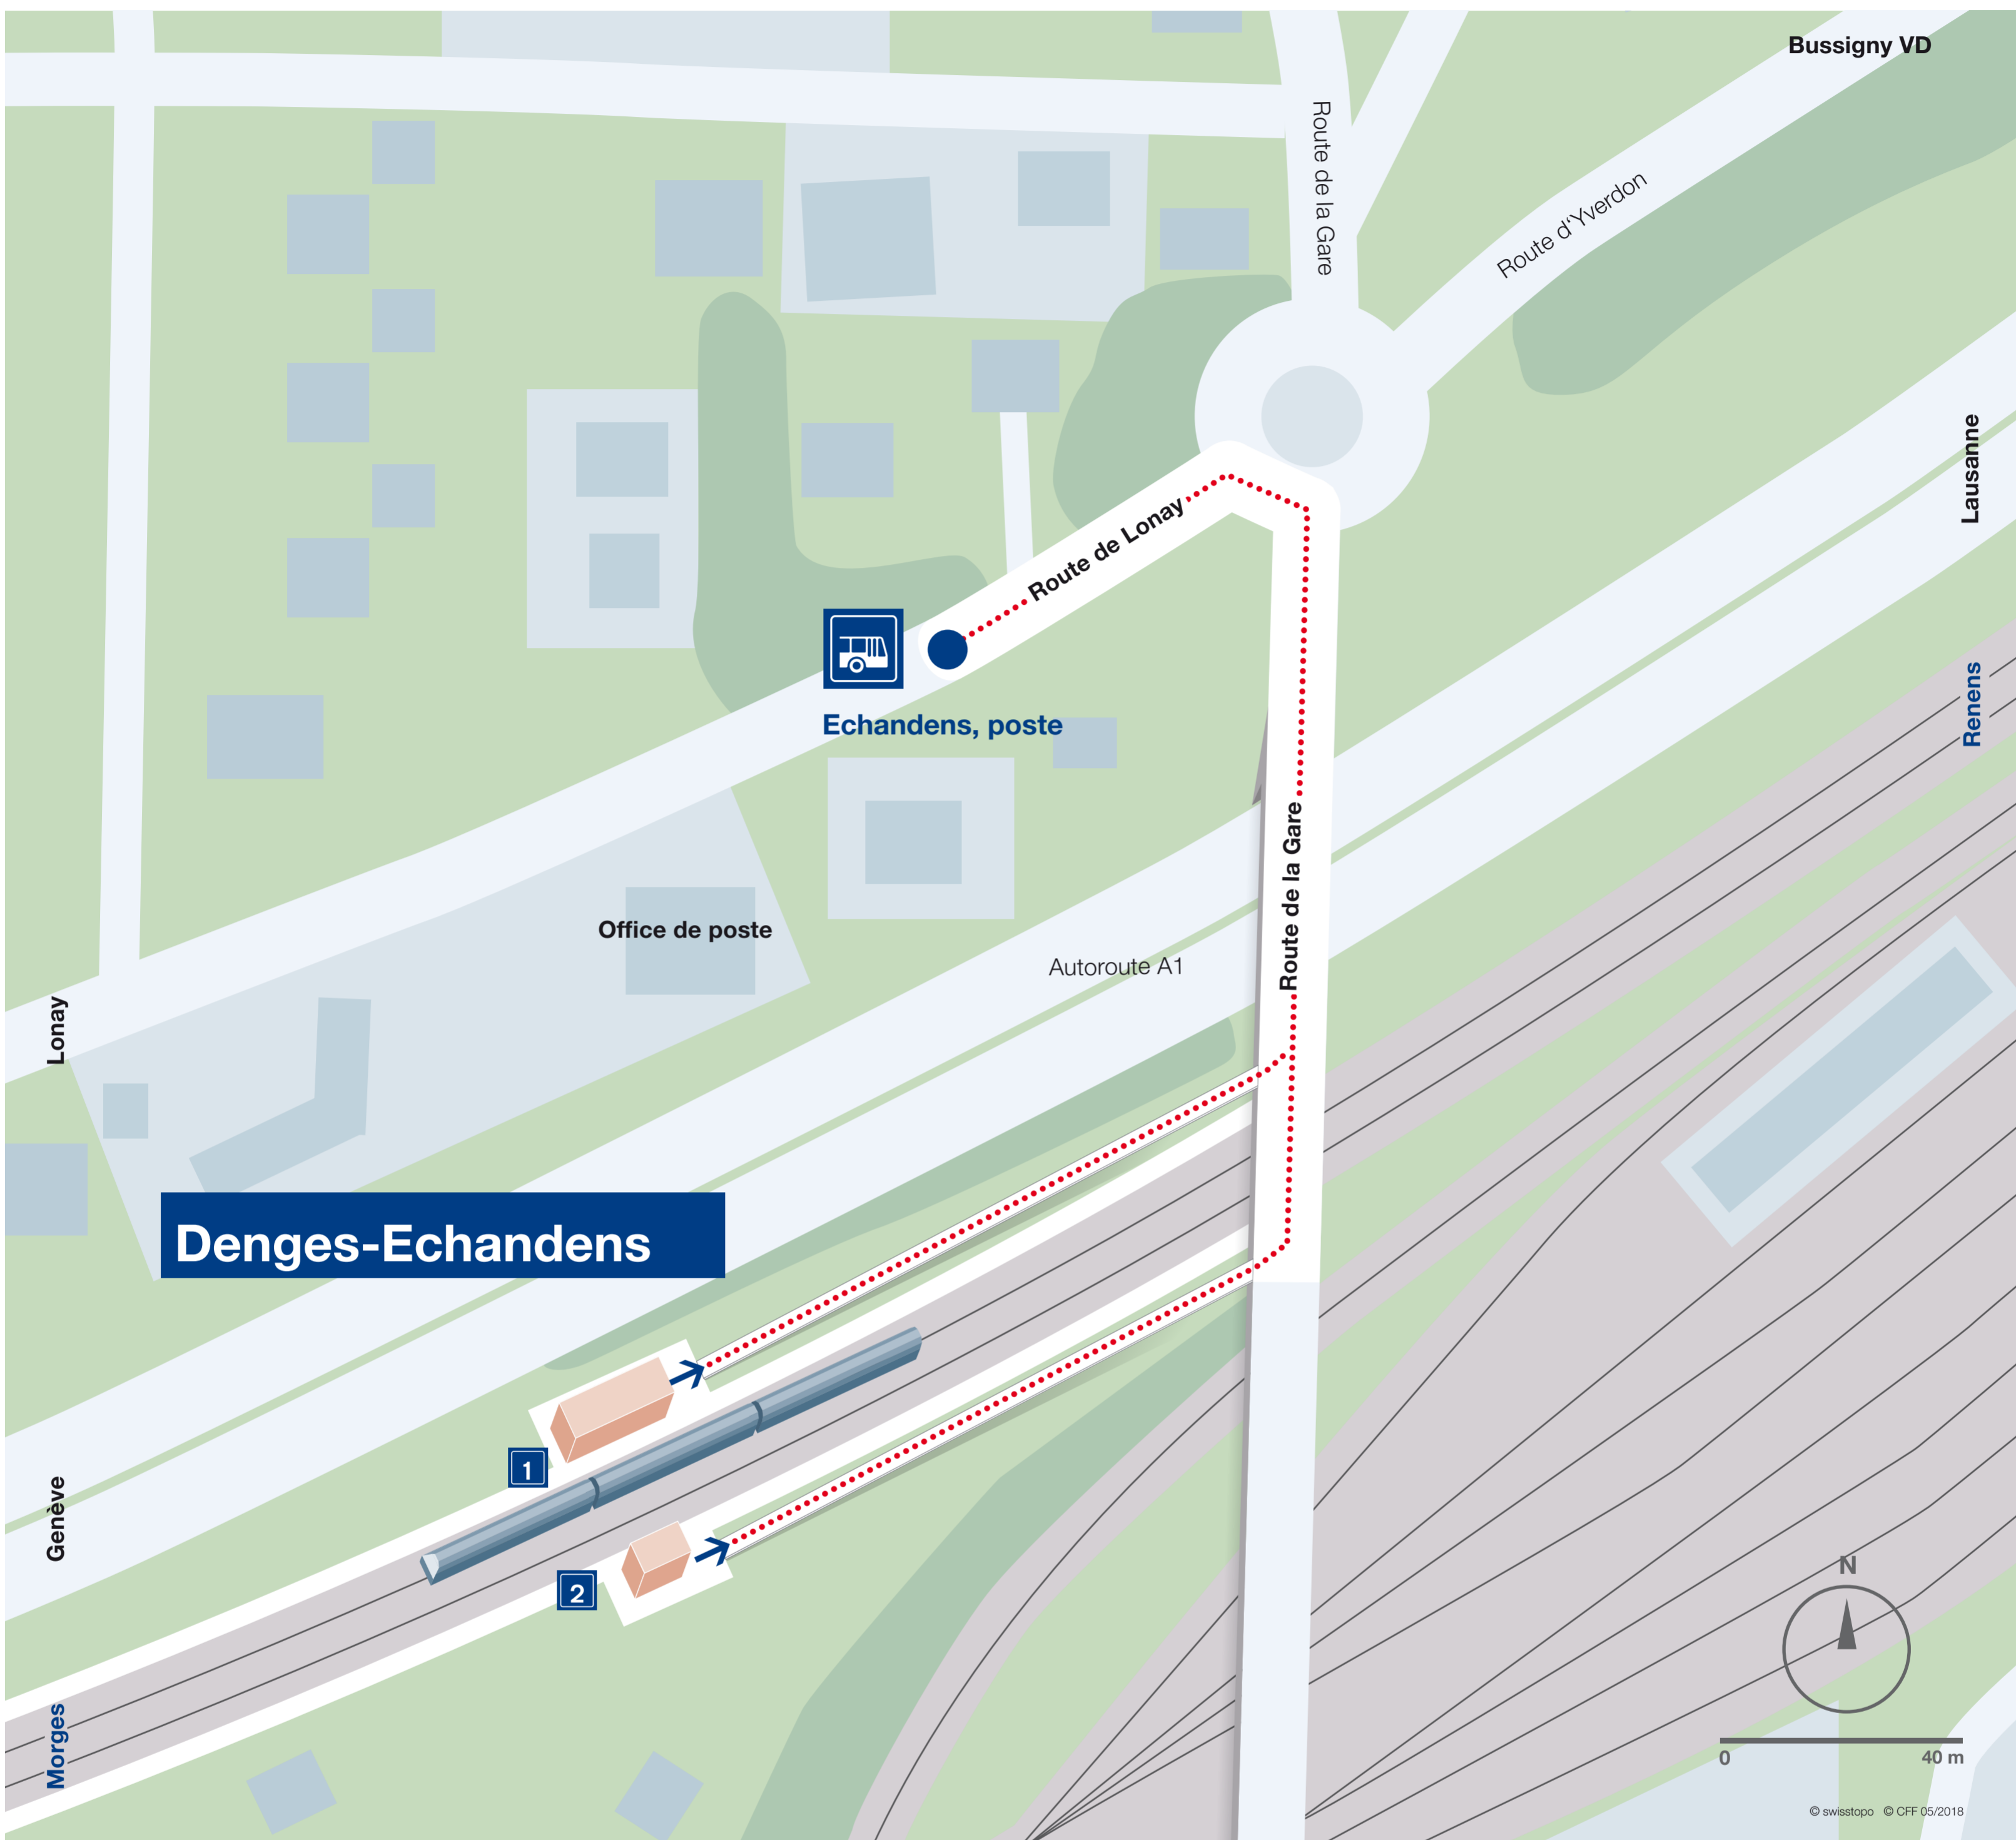 Bussigny VD
Route de la Gare
Route d'Yverdon
Lausanne
Route de Lonay
Renens
Echandens, poste
Route de la Gare
Office de poste
Autoroute A1
Lonay
Denges-Echandens
1
Genève
2
N
Morges
0
40 m
© swisstopo © CFF 05/2018